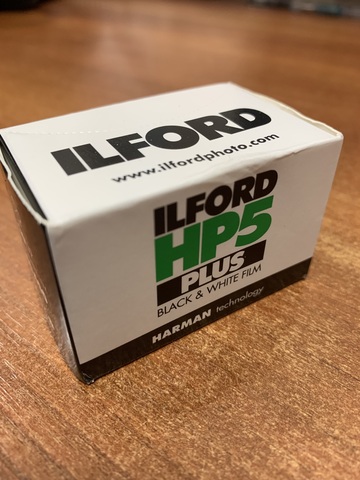 ILFORD
www.ilfordphoto.com
ILFORD
HP5
PLUS
BLACK & WHITE FILM
HARMAN technology